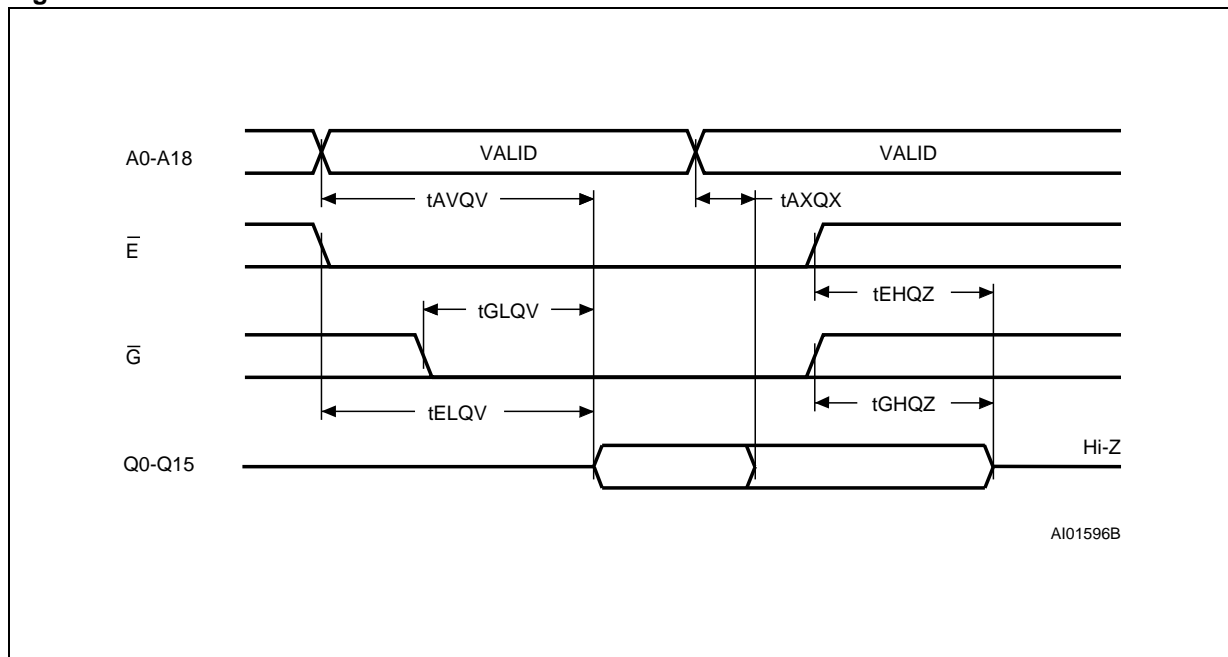 A0-A18
VALID
VALID
tAVQV
tAXQX
E̅
tEHQZ
tGLQV
G̅
tGHQZ
tELQV
Q0-Q15
Hi-Z
AI01596B